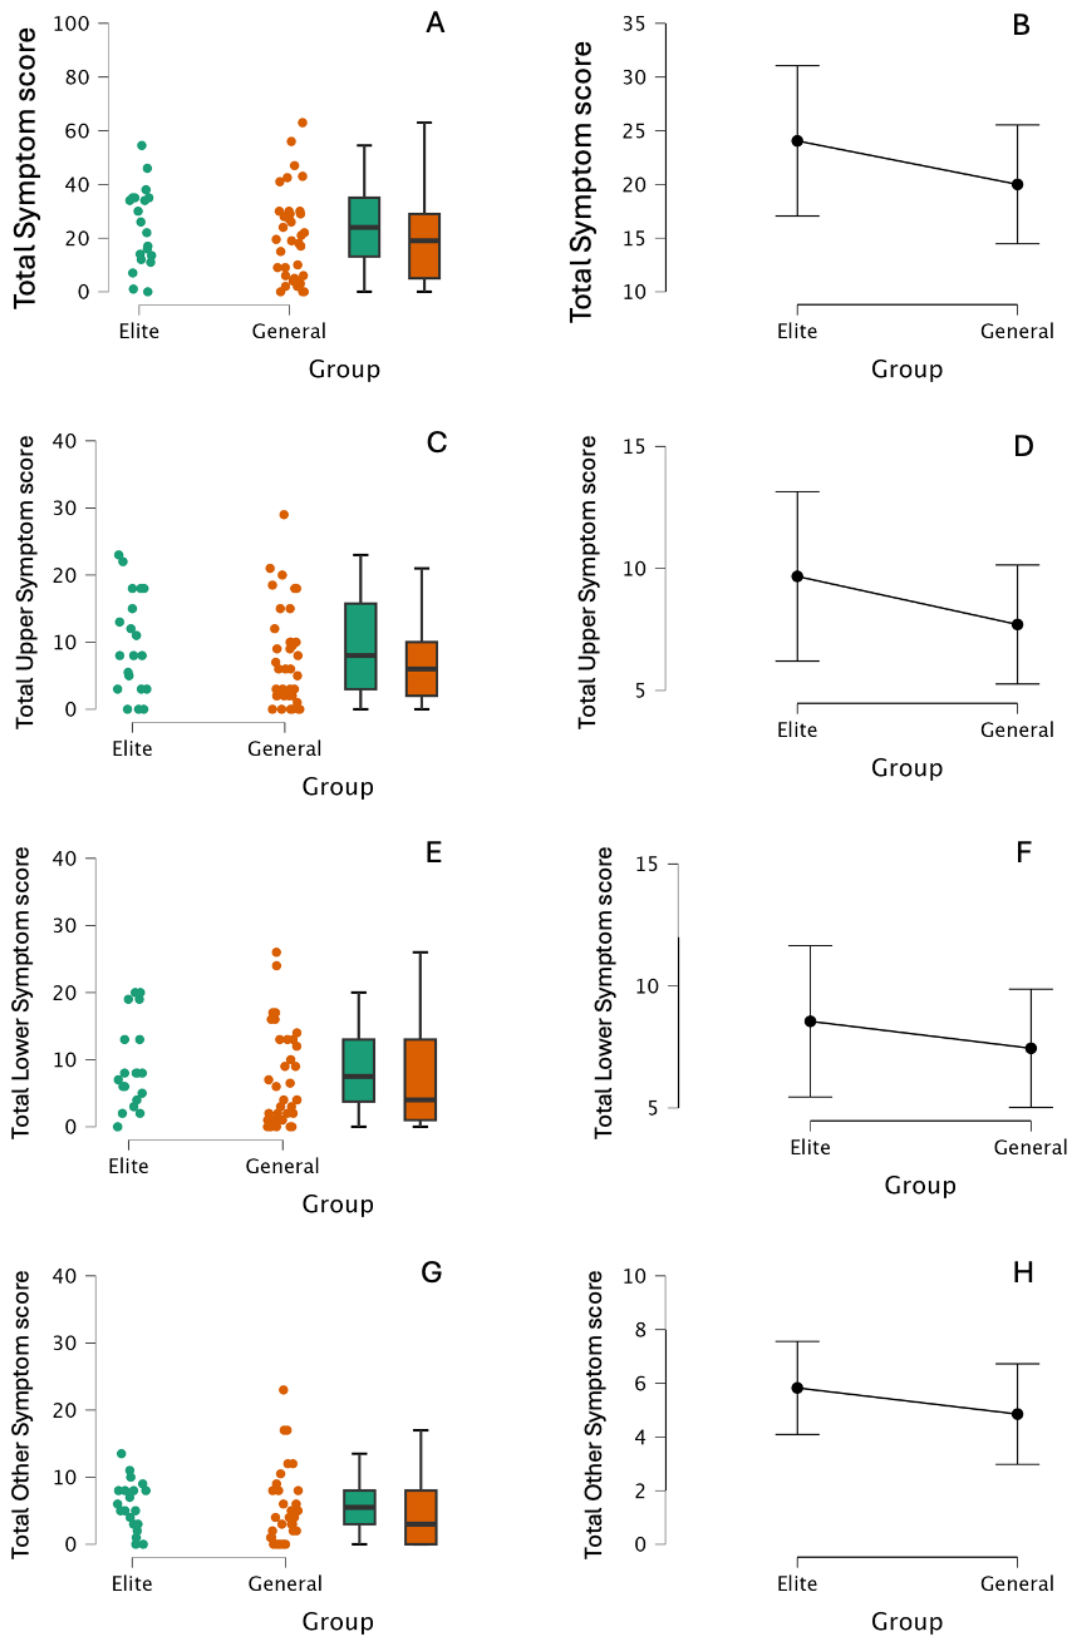 A
Total Symptom score
100
80
60
40
20
0
Elite
General
Group
B
Total Symptom score
35
30
25
20
15
10
Elite
General
Group
C
Total Upper Symptom score
40
30
20
10
0
Elite
General
Group
D
Total Upper Symptom score
15
10
5
Elite
General
Group
E
Total Lower Symptom score
40
30
20
10
0
Elite
General
Group
F
Total Lower Symptom score
15
10
5
Elite
General
Group
G
Total Other Symptom score
40
30
20
10
0
Elite
General
Group
H
Total Other Symptom score
10
8
6
4
2
0
Elite
General
Group